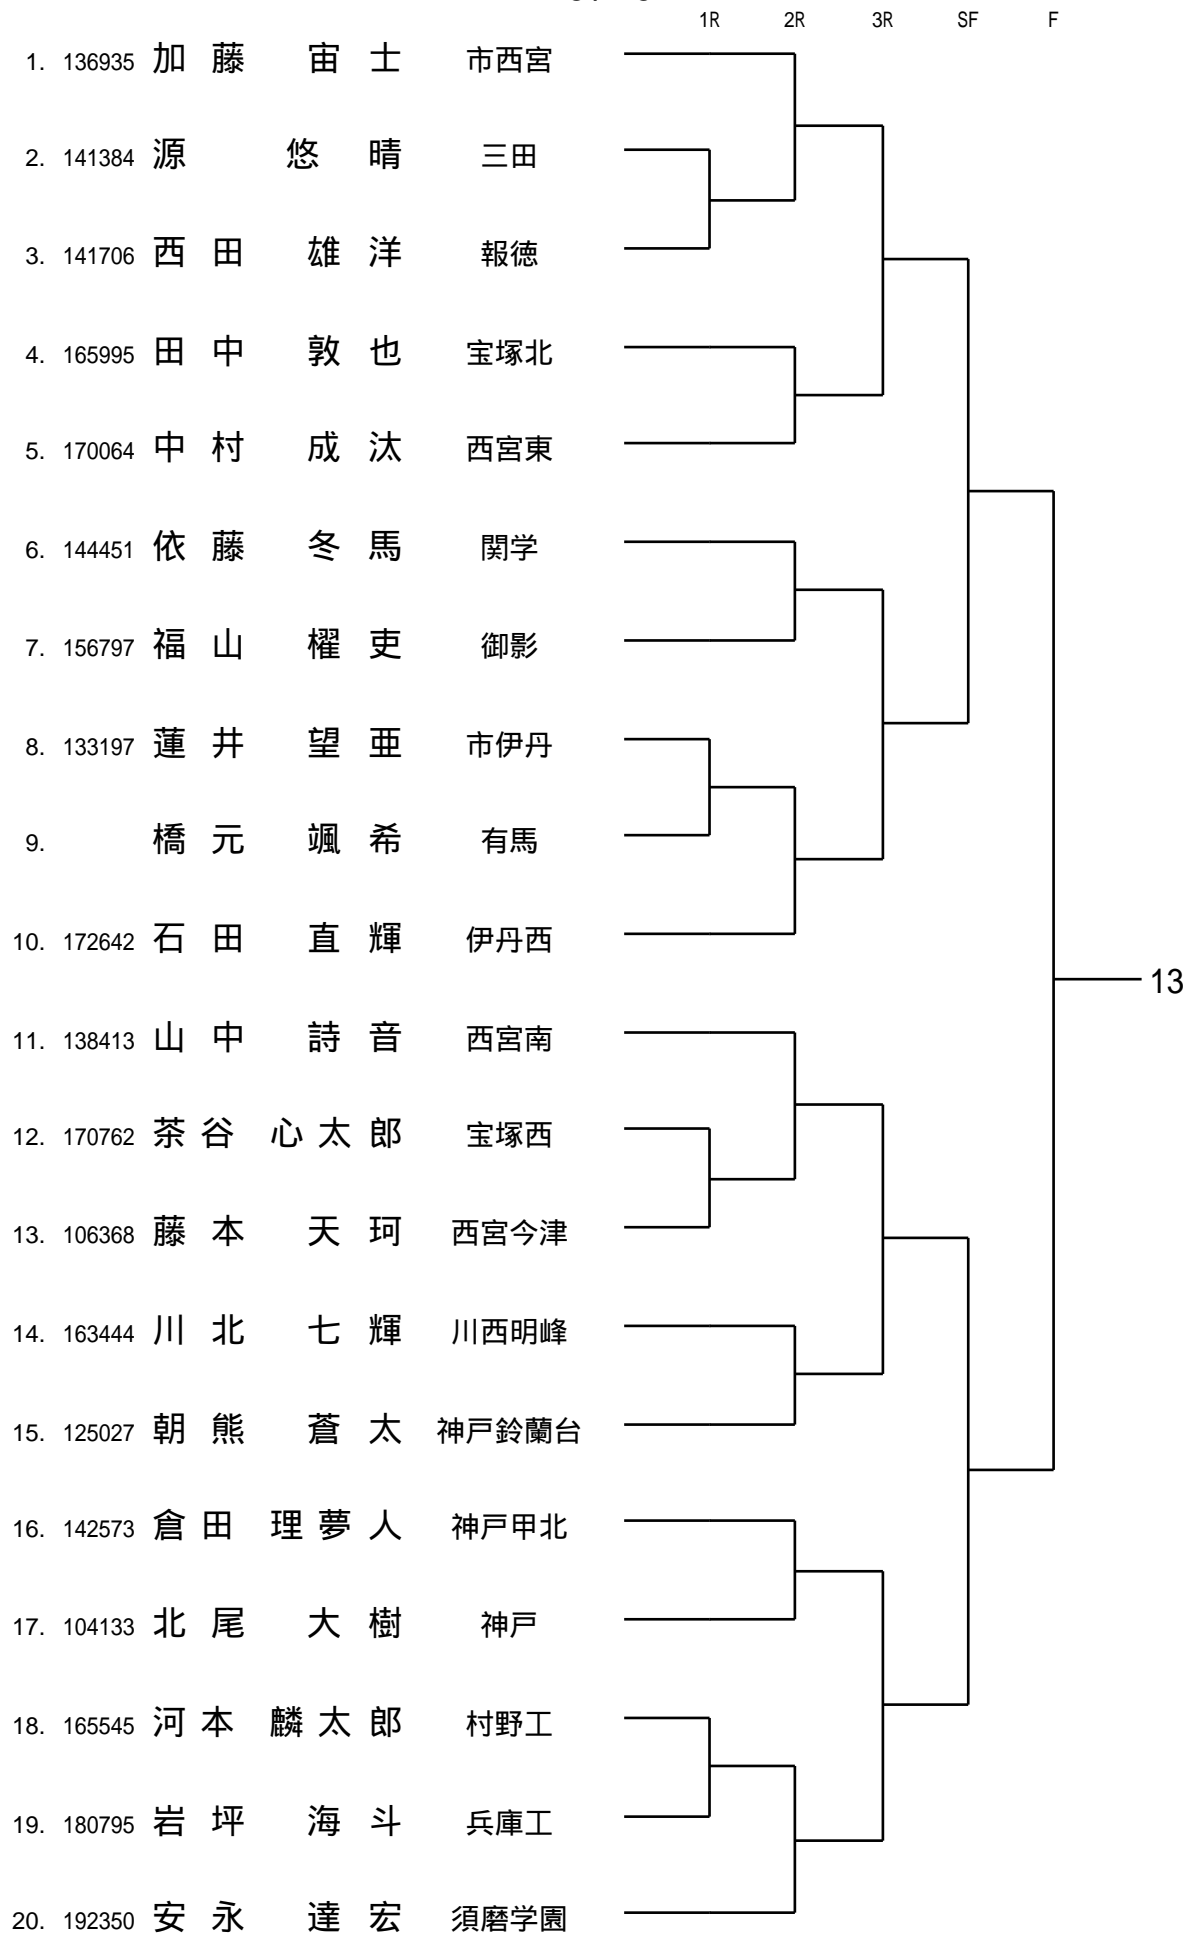 1R 2R 3R SF F
1. 136935 加藤 宙士 市西宮
2. 141384 源 悠晴 三田
3. 141706 西田 雄洋 報徳
4. 165995 田中 敦也 宝塚北
5. 170064 中村 成汰 西宮東
6. 144451 依藤 冬馬 関学
7. 156797 福山 櫂吏 御影
8. 133197 蓮井 望亜 市伊丹
9. 橋元 颯希 有馬
10. 172642 石田 直輝 伊丹西
13
11. 138413 山中 詩音 西宮南
12. 170762 茶谷 心太郎 宝塚西
13. 106368 藤本 天珂 西宮今津
14. 163444 川北 七輝 川西明峰
15. 125027 朝熊 蒼太 神戸鈴蘭台
16. 142573 倉田 理夢人 神戸甲北
17. 104133 北尾 大樹 神戸
18. 165545 河本 麟太郎 村野工
19. 180795 岩坪 海斗 兵庫工
20. 192350 安永 達宏 須磨学園